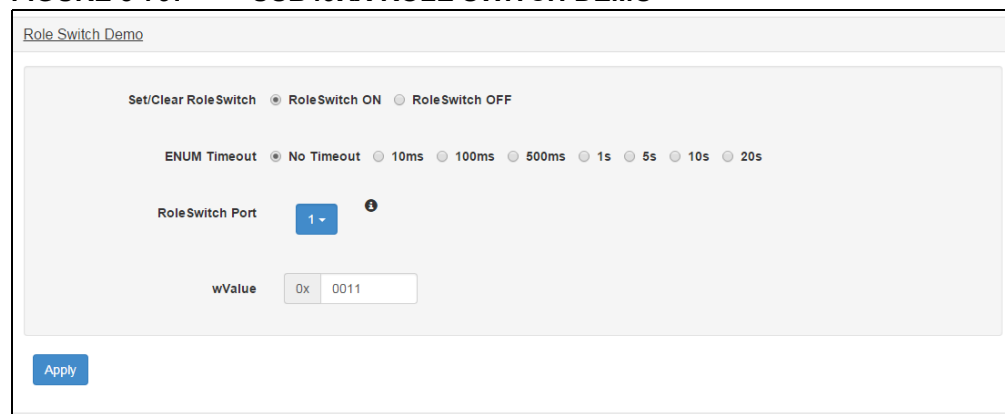 Role Switch Demo
Set/Clear RoleSwitch RoleSwitch ON RoleSwitch OFF
ENUM Timeout No Timeout 10ms 100ms 500ms 1s 5s 10s 20s
RoleSwitch Port 1
wValue 0x 0011
Apply